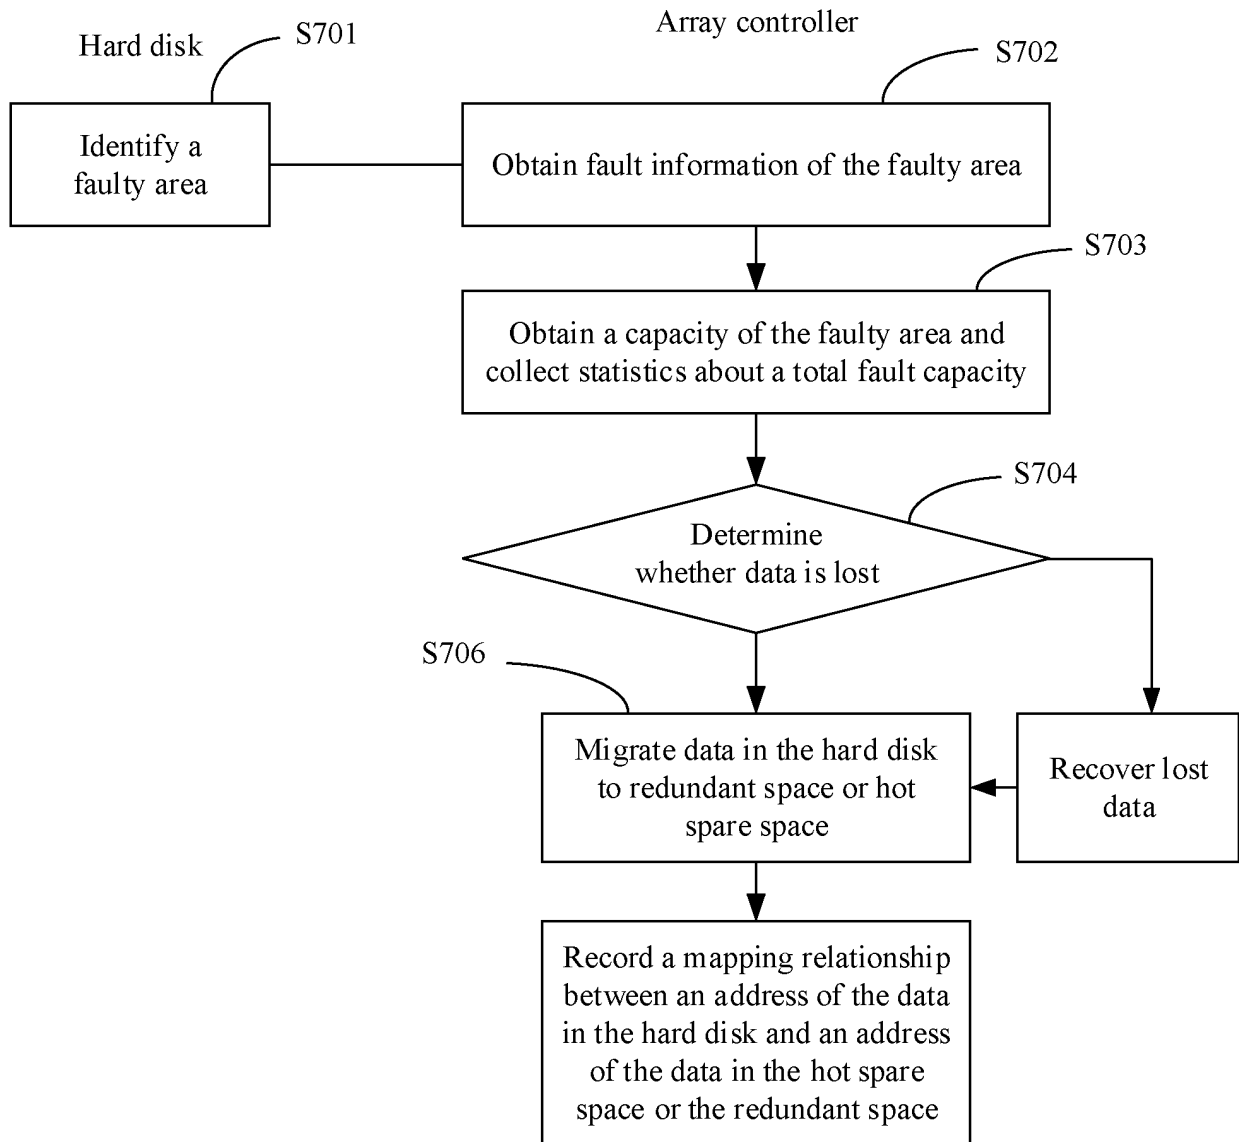 Hard disk
S701
Array controller
S702
Identify a
faulty area
Obtain fault information of the faulty area
S703
Obtain a capacity of the faulty area and
collect statistics about a total fault capacity
S704
Determine
whether data is lost
S706
Migrate data in the hard disk
to redundant space or hot
spare space
Recover lost
data
Record a mapping relationship
between an address of the data
in the hard disk and an address
of the data in the hot spare
space or the redundant space